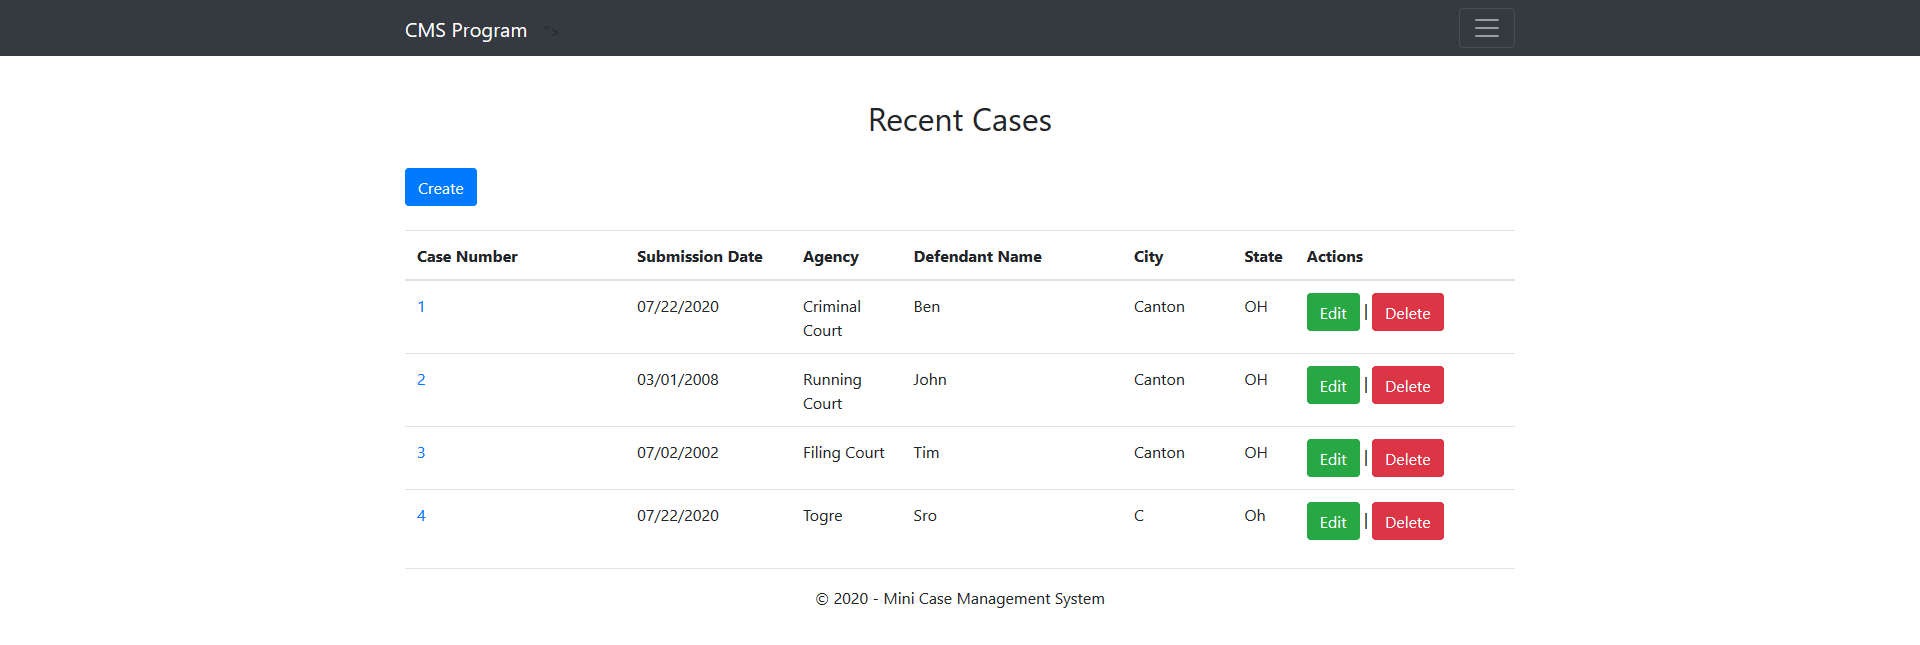 CMS Program ">
Recent Cases
Create
Case Number Submission Date Agency Defendant Name City State Actions
1 07/22/2020 Criminal Court Ben Canton OH Edit | Delete
2 03/01/2008 Running Court John Canton OH Edit | Delete
3 07/02/2002 Filing Court Tim Canton OH Edit | Delete
4 07/22/2020 Togre Sro C Oh Edit | Delete
© 2020 - Mini Case Management System